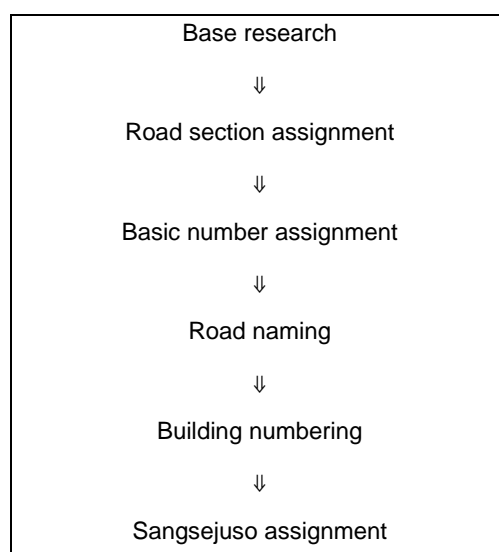 Base research
⇓
Road section assignment
⇓
Basic number assignment
⇓
Road naming
⇓
Building numbering
⇓
Sangsejuso assignment